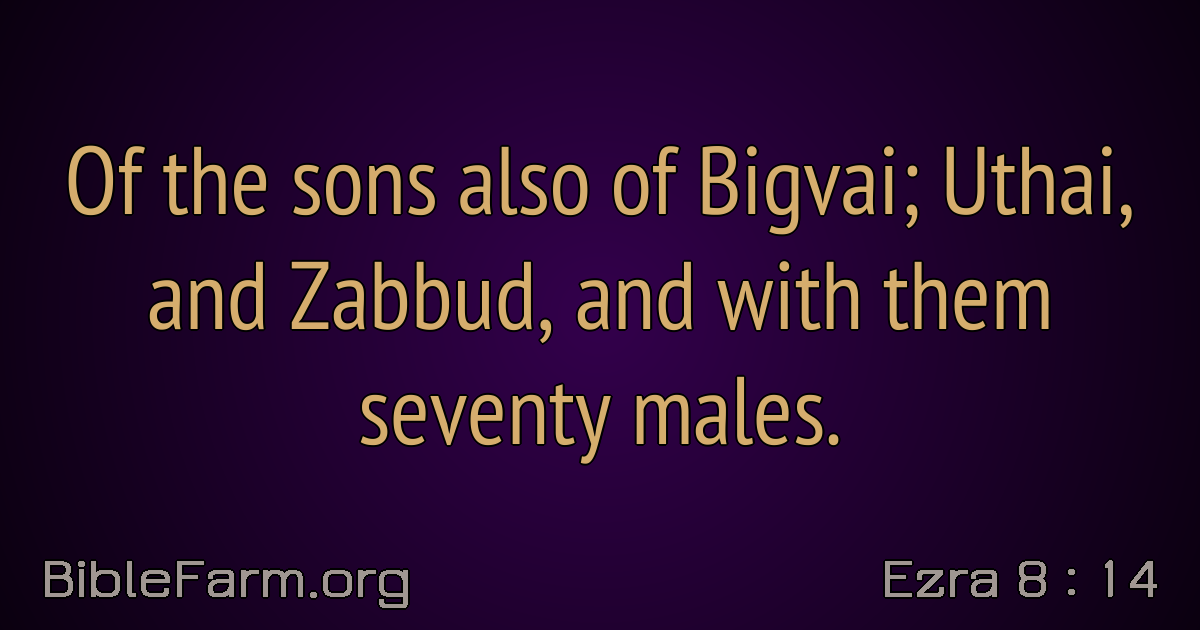 Of the sons also of Bigvai; Uthai,
and Zabbud, and with them
seventy males.
BibleFarm.org
Ezra 8 : 14